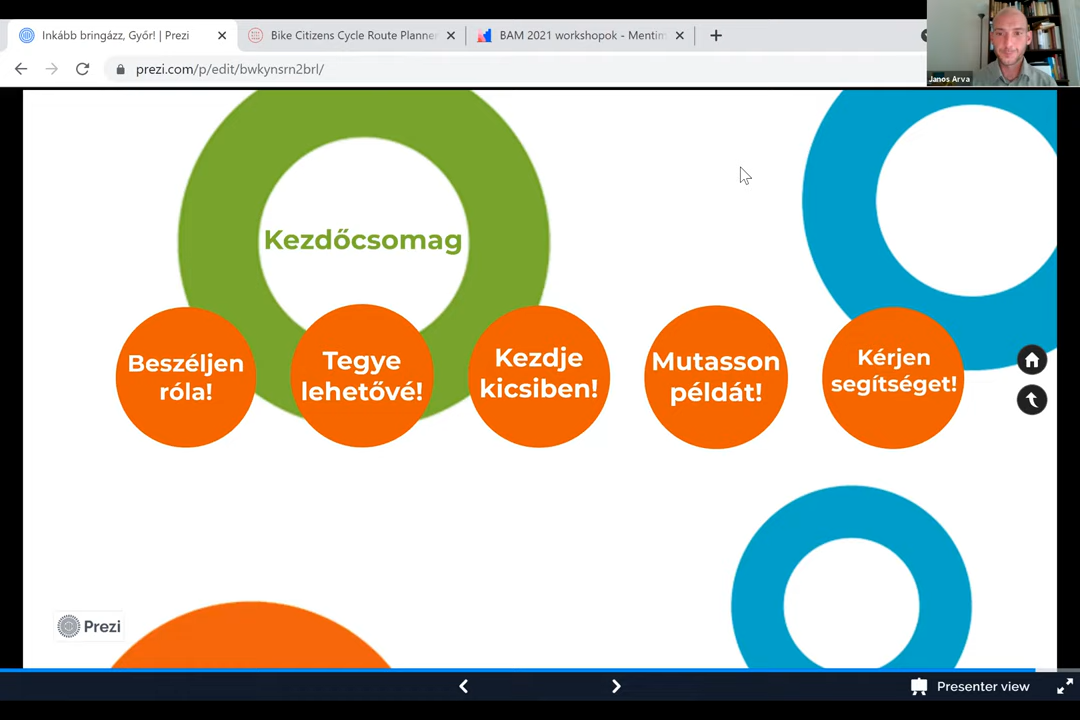 Inkább bringázz, Győr! | Prezi
Bike Citizens Cycle Route Planner
BAM 2021 workshopok - Mentim
prezi.com/p/edit/bwkynsrn2brl/
Janos Arva
Kezdőcsomag
Beszéljen
róla!
Tegye
lehetővé!
Kezdje
kicsiben!
Mutasson
példát!
Kérjen
segítséget!
Prezi
Presenter view